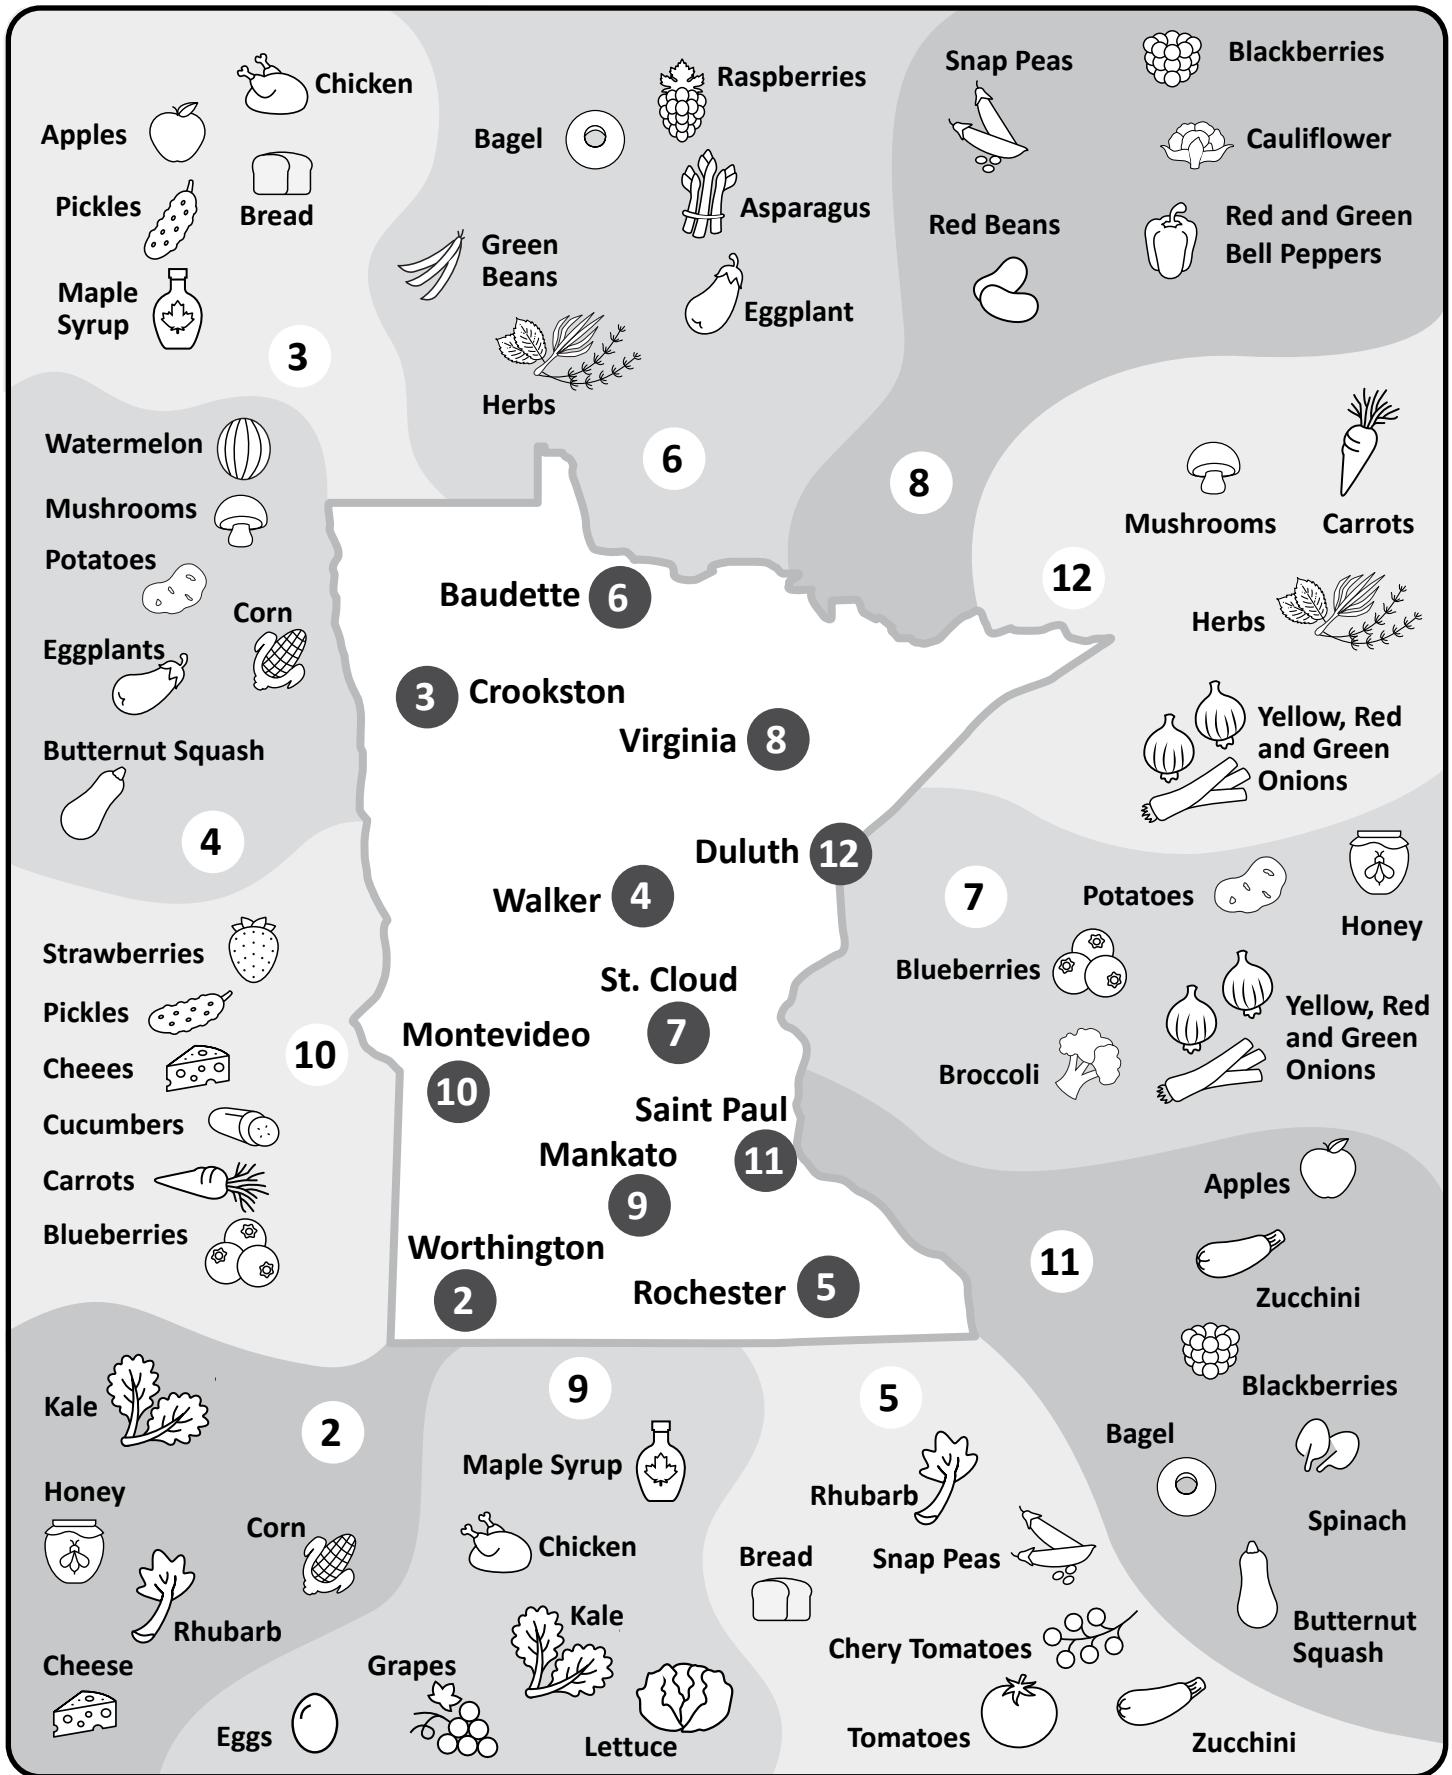 Chicken
Apples
Pickles
Bread
Maple
Syrup
3
Raspberries
Bagel
Asparagus
Green
Beans
Eggplant
Herbs
6
Snap Peas
Blackberries
Cauliflower
Red Beans
Red and Green
Bell Peppers
8
Watermelon
Mushrooms
Potatoes
Corn
Eggplants
Butternut Squash
4
Mushrooms
Carrots
12
Herbs
Yellow, Red
and Green
Onions
Baudette 6
3 Crookston
Virginia 8
Duluth 12
Walker 4
St. Cloud
7
Montevideo
10
Saint Paul
11
Mankato
9
Worthington
2
Rochester 5
7
Potatoes
Honey
Blueberries
Yellow, Red
and Green
Onions
Broccoli
Strawberries
Pickles
10
Cheees
Cucumbers
Carrots
Blueberries
Apples
11
Zucchini
Blackberries
Bagel
Spinach
Butternut
Squash
Kale
2
Honey
Corn
Rhubarb
Cheese
9
Maple Syrup
Chicken
Kale
Grapes
Eggs
Lettuce
5
Rhubarb
Bread
Snap Peas
Chery Tomatoes
Tomatoes
Zucchini